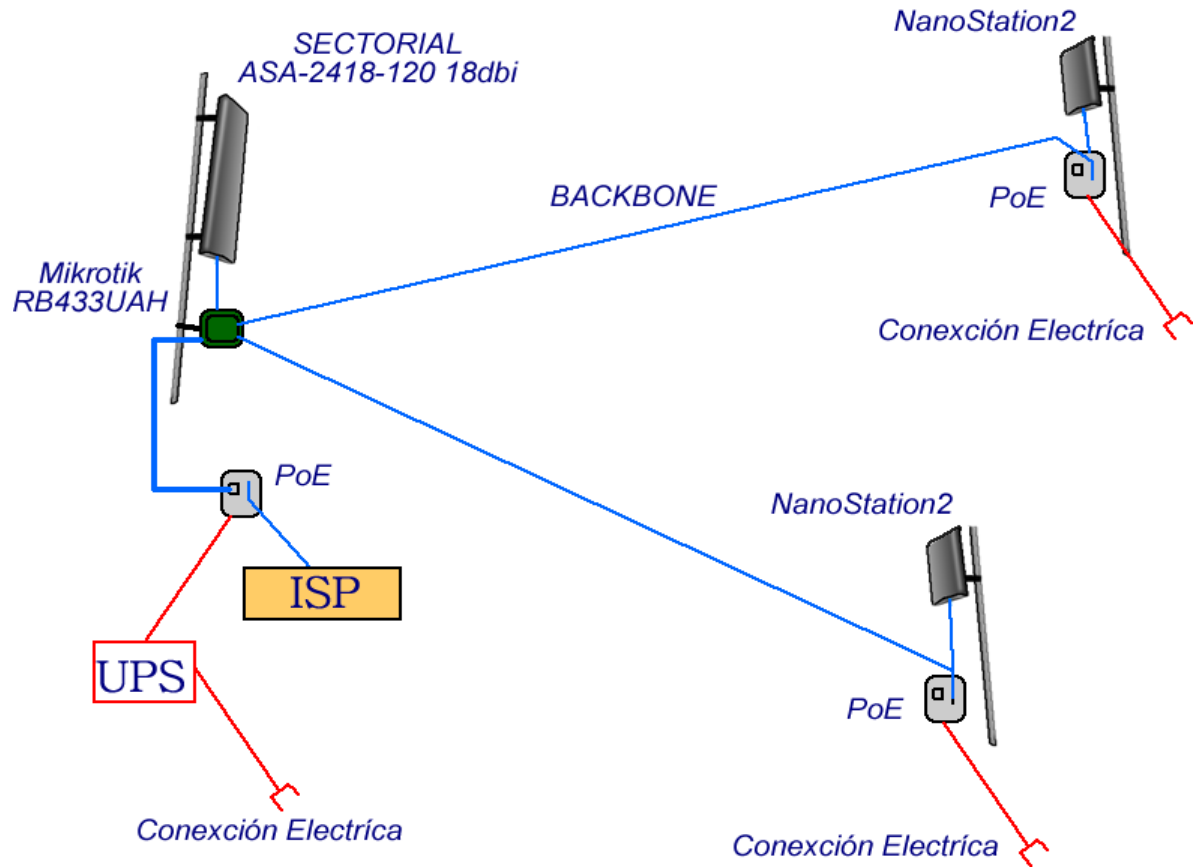 SECTORIAL
ASA-2418-120 18dbi
NanoStation2
BACKBONE
PoE
Mikrotik
RB433UAH
Conexción Electríca
PoE
NanoStation2
ISP
UPS
PoE
Conexción Electríca
Conexción Electríca